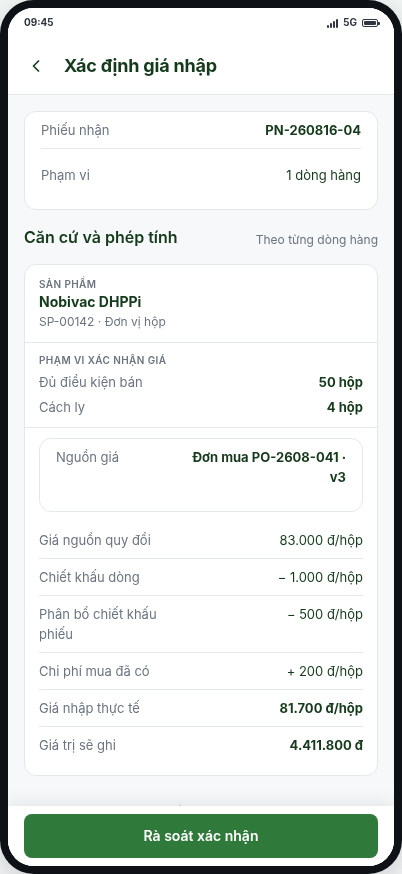 09:45
5G
Xác định giá nhập
Phiếu nhận PN-260816-04
Phạm vi 1 dòng hàng
Căn cứ và phép tính Theo từng dòng hàng
SẢN PHẨM
Nobivac DHPPi
SP-00142 · Đơn vị hộp
PHẠM VI XÁC NHẬN GIÁ
Đủ điều kiện bán 50 hộp
Cách ly 4 hộp
Nguồn giá Đơn mua PO-2608-041 ·
v3
Giá nguồn quy đổi 83.000 đ/hộp
Chiết khấu dòng − 1.000 đ/hộp
Phân bổ chiết khấu − 500 đ/hộp
phiếu
Chi phí mua đã có + 200 đ/hộp
Giá nhập thực tế 81.700 đ/hộp
Giá trị sẽ ghi 4.411.800 đ
Rà soát xác nhận